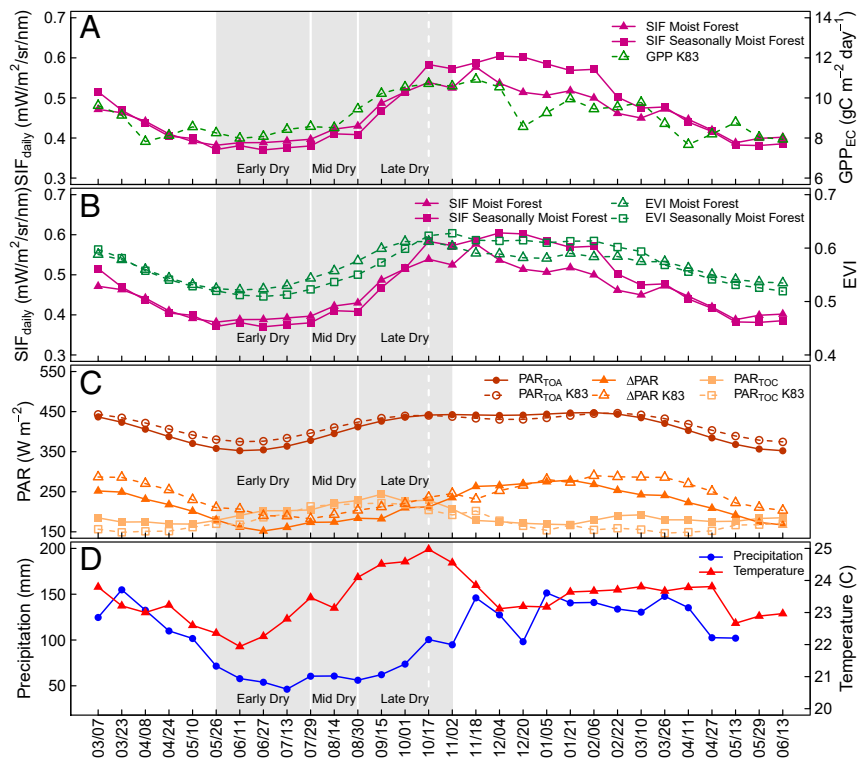 A
SIF Moist Forest
SIF Seasonally Moist Forest
GPP K83
0.7
0.6
0.5
0.4
0.3
SIFdaily (mW/m²/sr/nm)
14
12
10
8
6
GPPEC (gC m⁻² day⁻¹)
Early Dry
Mid Dry
Late Dry
B
SIF Moist Forest
SIF Seasonally Moist Forest
EVI Moist Forest
EVI Seasonally Moist Forest
0.7
0.6
0.5
0.4
0.3
SIFdaily (mW/m²/sr/nm)
0.6
0.5
0.4
EVI
Early Dry
Mid Dry
Late Dry
C
PARTOA
PARTOA K83
ΔPAR
ΔPAR K83
PARTOC
PARTOC K83
550
450
350
250
150
PAR (W m⁻²)
Early Dry
Mid Dry
Late Dry
D
Precipitation
Temperature
200
150
100
50
Precipitation (mm)
25
24
23
22
21
20
Temperature (C)
Early Dry
Mid Dry
Late Dry
03/07
03/23
04/08
04/24
05/10
05/26
06/11
06/27
07/13
07/29
08/14
08/30
09/15
10/01
10/17
11/02
11/18
12/04
12/20
01/05
01/21
02/06
02/22
03/10
03/26
04/11
04/27
05/13
05/29
06/13